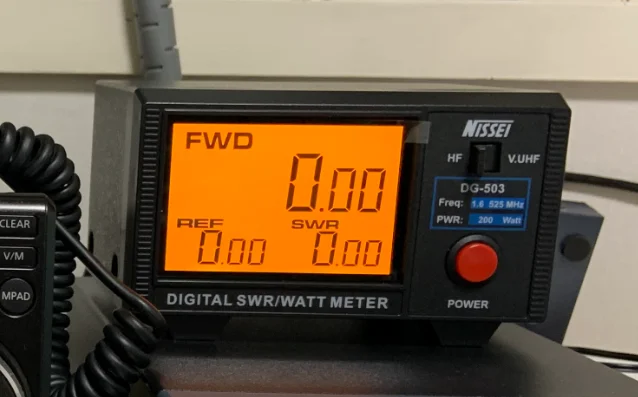 FWD
0.00
REF
0.00
SWR
0.00
DIGITAL SWR/WATT METER
NISSEI
HF
V.UHF
DG-503
Freq: 1.6 525 MHz
PWR: 200 Watt
POWER
CLEAR
V/M
MPAD